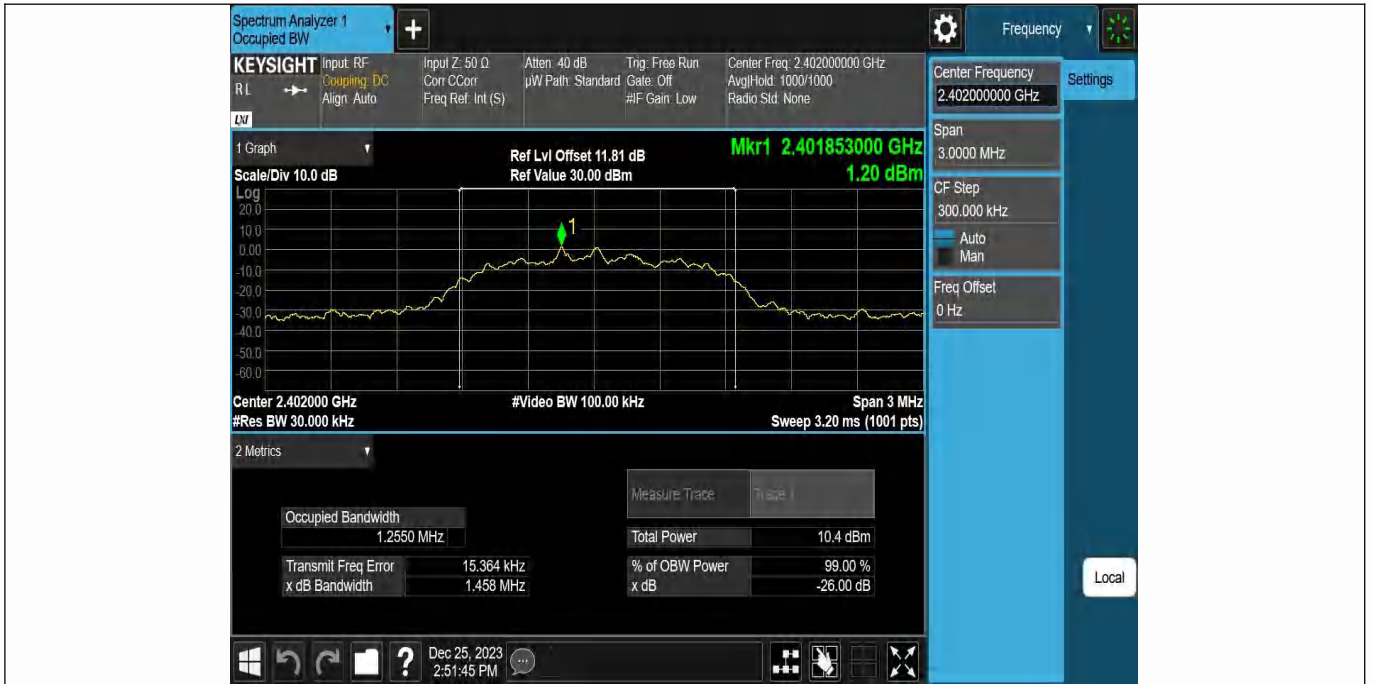 Spectrum Analyzer 1
Occupied BW
Frequency
KEYSIGHT
R L
LXI
Input: RF
Coupling: DC
Align: Auto
Input Z: 50 Ω
Corr CCorr
Freq Ref: Int (S)
Atten: 40 dB
µW Path: Standard
Trig: Free Run
Gate: Off
#IF Gain: Low
Center Freq: 2.402000000 GHz
Avg|Hold: 1000/1000
Radio Std: None
Center Frequency
2.402000000 GHz
Settings
Span
3.0000 MHz
CF Step
300.000 kHz
Auto
Man
Freq Offset
0 Hz
Local
1 Graph
Scale/Div 10.0 dB
Ref Lvl Offset 11.81 dB
Ref Value 30.00 dBm
Mkr1 2.401853000 GHz
1.20 dBm
Log
20.0
10.0
0.00
-10.0
-20.0
-30.0
-40.0
-50.0
-60.0
1
Center 2.402000 GHz
#Video BW 100.00 kHz
Span 3 MHz
#Res BW 30.000 kHz
Sweep 3.20 ms (1001 pts)
2 Metrics
Measure Trace
Trace 1
Occupied Bandwidth
1.2550 MHz
Total Power
10.4 dBm
Transmit Freq Error
15.364 kHz
% of OBW Power
99.00 %
x dB Bandwidth
1.458 MHz
x dB
-26.00 dB
Dec 25, 2023
2:51:45 PM